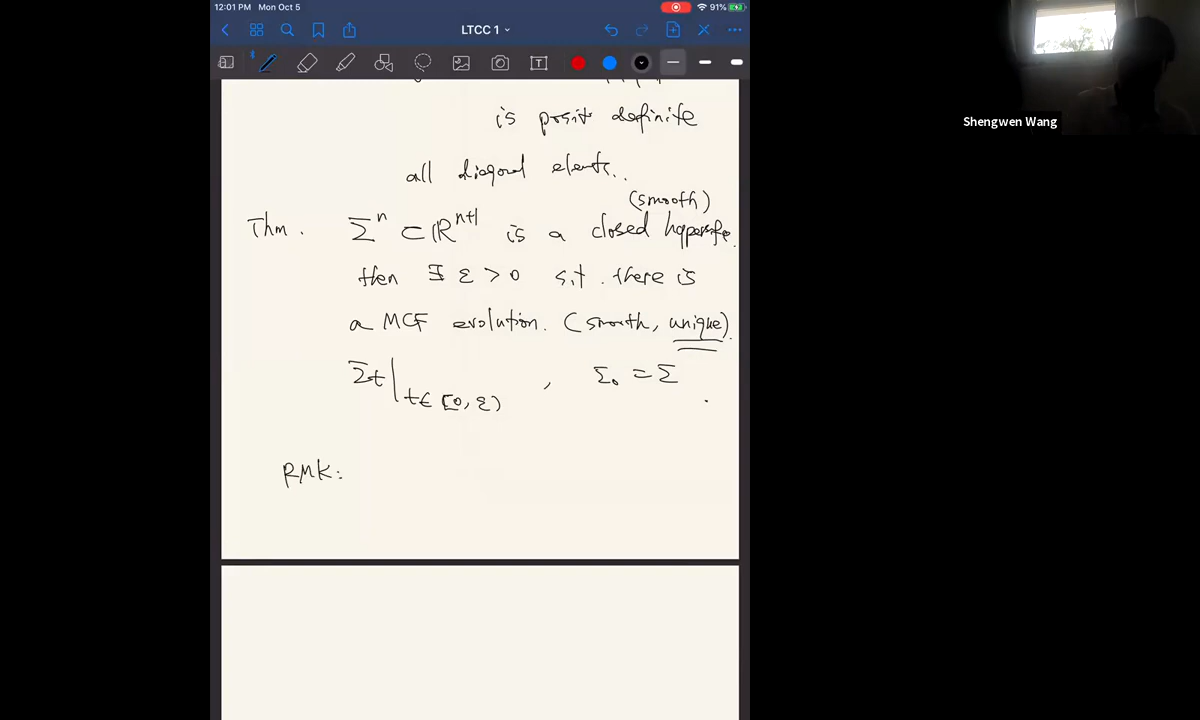 12:01 PM Mon Oct 5
91%
LTCC 1
T
is posit definite
all diagonal elemts..
(smooth)
Thm. Σⁿ ⊂ ℝⁿ⁺¹ is a closed
then ∃ ε > 0 s.t. there is
a MCF evolution. (smooth, unique).
Σt|t∈[0, ε) , Σ₀ = Σ .
RMK:
Shengwen Wang